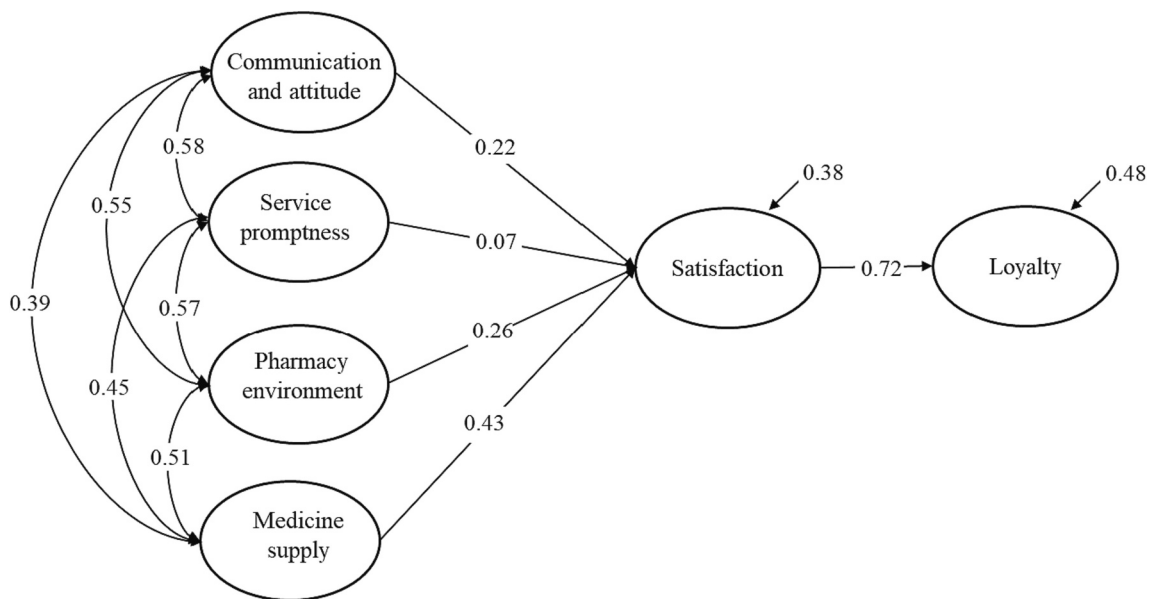 Communication
and attitude
0.58
0.22
0.38
0.48
0.55
Service
promptness
0.07
Satisfaction
0.72
Loyalty
0.39
0.57
0.26
Pharmacy
environment
0.45
0.43
0.51
Medicine
supply